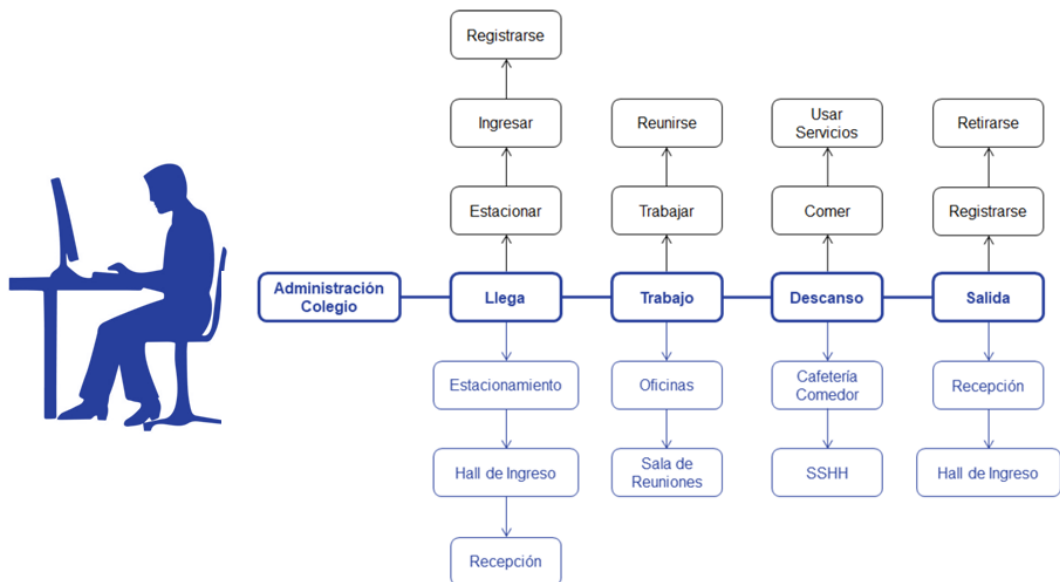 Registrarse
Ingresar
Reunirse
Usar
Servicios
Retirarse
Estacionar
Trabajar
Comer
Registrarse
Administración
Colegio
Llega
Trabajo
Descanso
Salida
Estacionamiento
Oficinas
Cafetería
Comedor
Recepción
Hall de Ingreso
Sala de
Reuniones
SSHH
Hall de Ingreso
Recepción